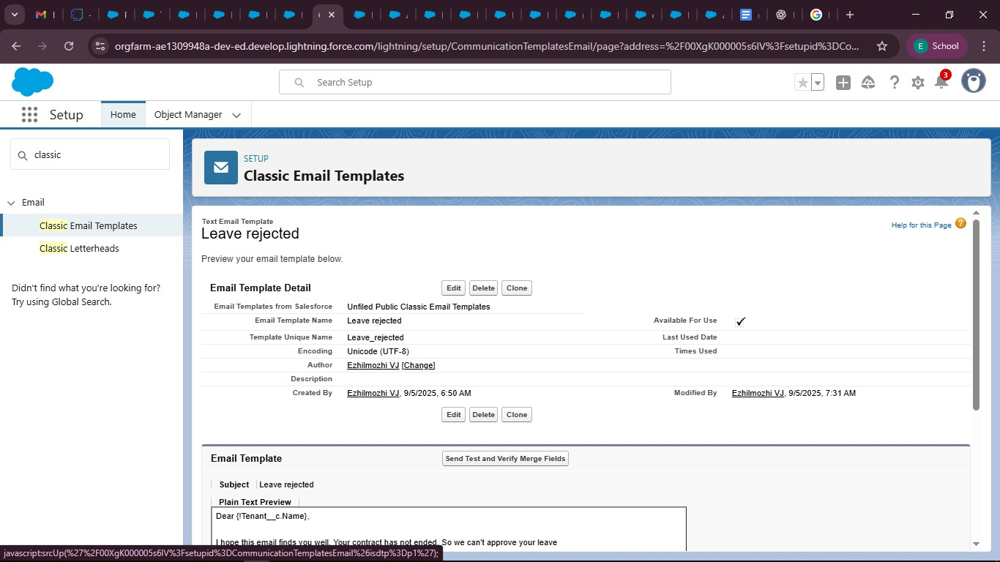 orgfarm-ae1309948a-dev-ed.develop.lightning.force.com/lightning/setup/CommunicationTemplatesEmail/page?address=%2F00XgK000005s6IV%3Fsetupid%3DCo...
E School
Search Setup
3
Setup
Home
Object Manager
classic
Email
Classic Email Templates
Classic Letterheads
Didn't find what you're looking for?
Try using Global Search.
SETUP
Classic Email Templates
Text Email Template
Leave rejected
Help for this Page ?
Preview your email template below.
Email Template Detail
Edit Delete Clone
Email Templates from Salesforce Unfiled Public Classic Email Templates
Email Template Name Leave rejected Available For Use
Template Unique Name Leave_rejected Last Used Date
Encoding Unicode (UTF-8) Times Used
Author Ezhilmozhi VJ [Change]
Description
Created By Ezhilmozhi VJ, 9/5/2025, 6:50 AM Modified By Ezhilmozhi VJ, 9/5/2025, 7:31 AM
Edit Delete Clone
Email Template Send Test and Verify Merge Fields
Subject Leave rejected
Plain Text Preview
Dear {!Tenant__c.Name},
I hope this email finds you well. Your contract has not ended. So we can't approve your leave
javascript:srcUp(%27%2F00XgK000005s6IV%3Fsetupid%3DCommunicationTemplatesEmail%26isdtp%3Dp1%27);